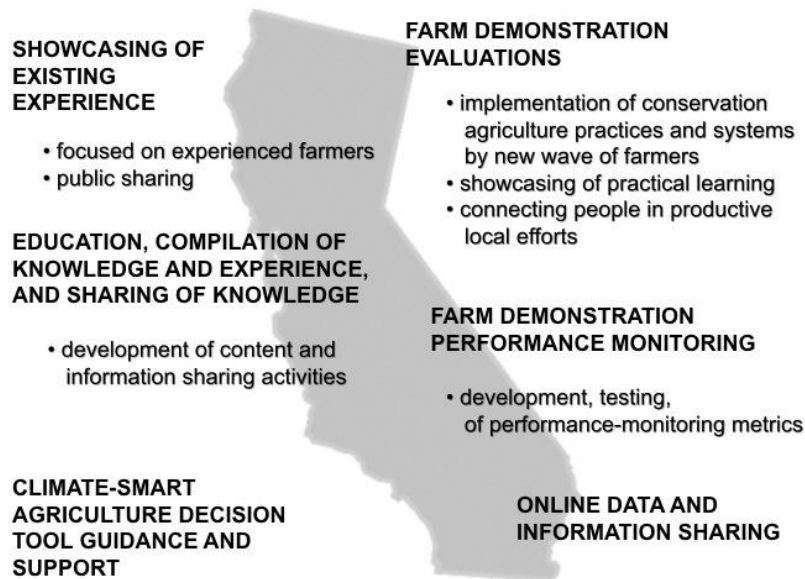 SHOWCASING OF
EXISTING
EXPERIENCE
• focused on experienced farmers
• public sharing
EDUCATION, COMPILATION OF
KNOWLEDGE AND EXPERIENCE,
AND SHARING OF KNOWLEDGE
• development of content and
information sharing activities
CLIMATE-SMART
AGRICULTURE DECISION
TOOL GUIDANCE AND
SUPPORT
FARM DEMONSTRATION
EVALUATIONS
• implementation of conservation
agriculture practices and systems
by new wave of farmers
• showcasing of practical learning
• connecting people in productive
local efforts
FARM DEMONSTRATION
PERFORMANCE MONITORING
• development, testing,
of performance-monitoring metrics
ONLINE DATA AND
INFORMATION SHARING